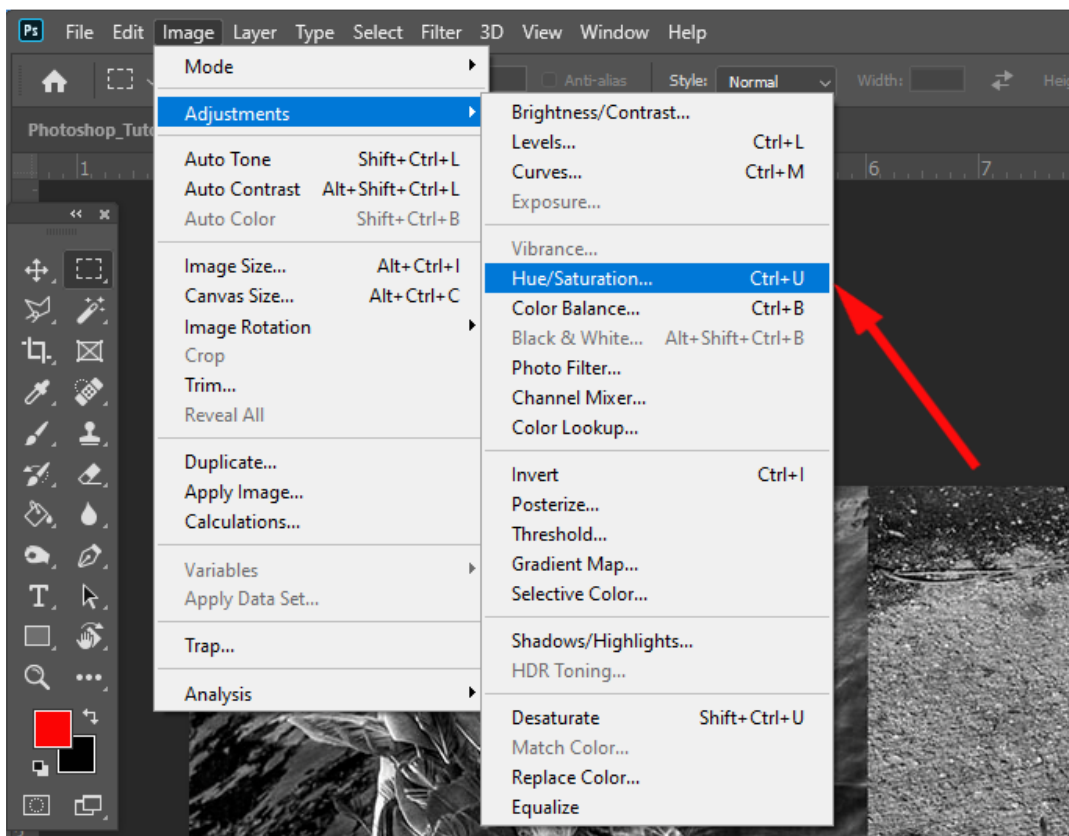 Ps File Edit Image Layer Type Select Filter 3D View Window Help
Anti-alias Style: Normal Width:
Photoshop_Tuto
1 6 7
Mode
Adjustments
Auto Tone Shift+Ctrl+L
Auto Contrast Alt+Shift+Ctrl+L
Auto Color Shift+Ctrl+B
Image Size... Alt+Ctrl+I
Canvas Size... Alt+Ctrl+C
Image Rotation
Crop
Trim...
Reveal All
Duplicate...
Apply Image...
Calculations...
Variables
Apply Data Set...
Trap...
Analysis
Brightness/Contrast...
Levels... Ctrl+L
Curves... Ctrl+M
Exposure...
Vibrance...
Hue/Saturation... Ctrl+U
Color Balance... Ctrl+B
Black & White... Alt+Shift+Ctrl+B
Photo Filter...
Channel Mixer...
Color Lookup...
Invert Ctrl+I
Posterize...
Threshold...
Gradient Map...
Selective Color...
Shadows/Highlights...
HDR Toning...
Desaturate Shift+Ctrl+U
Match Color...
Replace Color...
Equalize